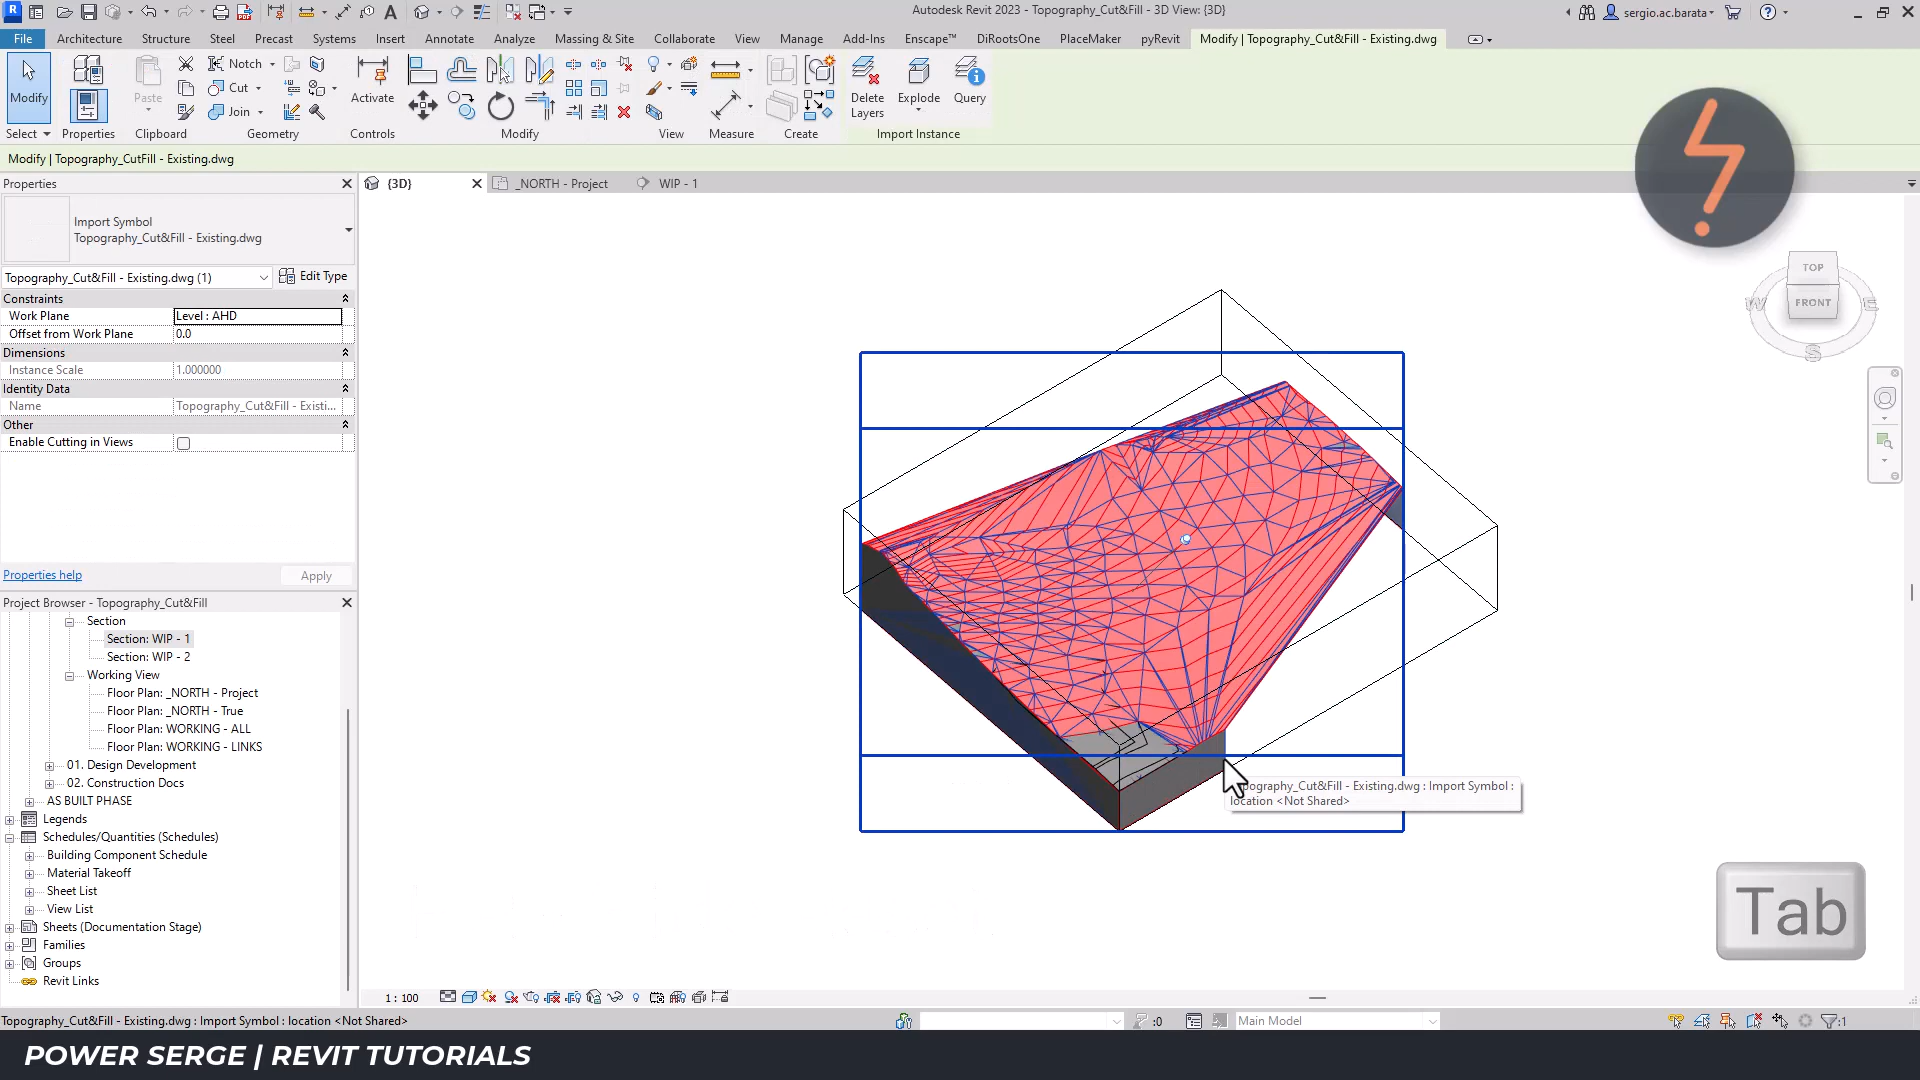 Autodesk Revit 2023 - Topography_Cut&Fill - 3D View: {3D}
sergio.ac.barata
File Architecture Structure Steel Precast Systems Insert Annotate Analyze Massing & Site Collaborate View Manage Add-Ins Enscape™ DiRootsOne PlaceMaker pyRevit Modify | Topography_Cut&Fill - Existing.dwg
Notch
Cut
Join
Modify
Paste
Activate
Delete
Layers
Explode
Query
Select Properties Clipboard Geometry Controls Modify View Measure Create Import Instance
Modify | Topography_CutFill - Existing.dwg
Properties
{3D}
_NORTH - Project
WIP - 1
Import Symbol
Topography_Cut&Fill - Existing.dwg
Topography_Cut&Fill - Existing.dwg (1)
Edit Type
Constraints
Work Plane Level : AHD
Offset from Work Plane 0.0
Dimensions
Instance Scale 1.000000
Identity Data
Name Topography_Cut&Fill - Existi...
Other
Enable Cutting in Views
Properties help
Apply
TOP
FRONT
W
E
S
Project Browser - Topography_Cut&Fill
Section
Section: WIP - 1
Section: WIP - 2
Working View
Floor Plan: _NORTH - Project
Floor Plan: _NORTH - True
Floor Plan: WORKING - ALL
Floor Plan: WORKING - LINKS
01. Design Development
02. Construction Docs
AS BUILT PHASE
Legends
Schedules/Quantities (Schedules)
Building Component Schedule
Material Takeoff
Sheet List
View List
Sheets (Documentation Stage)
Families
Groups
Revit Links
pography_Cut&Fill - Existing.dwg : Import Symbol :
location <Not Shared>
Tab
1 : 100
Topography_Cut&Fill - Existing.dwg : Import Symbol : location <Not Shared>
:0
Main Model
:1
POWER SERGE | REVIT TUTORIALS